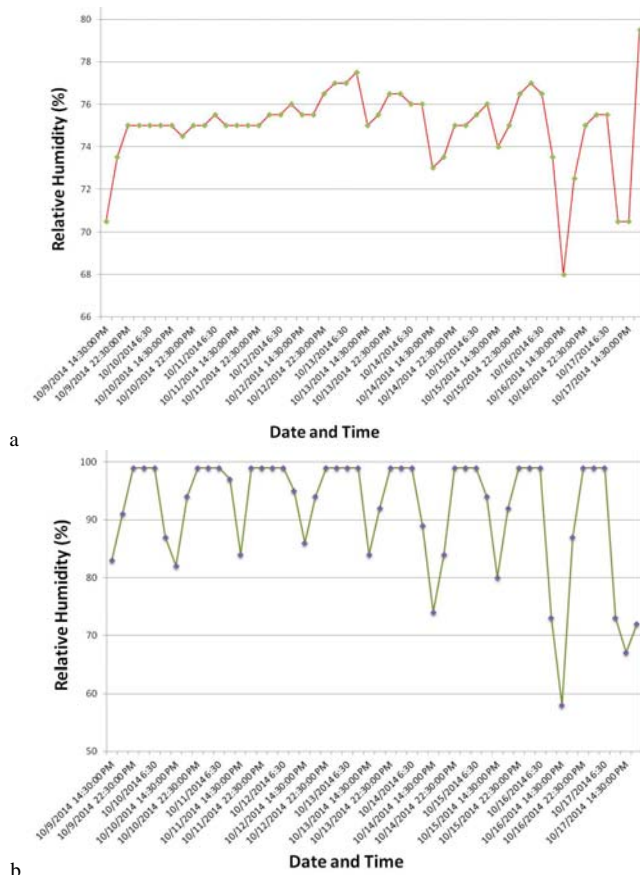 80
78
76
74
72
70
68
66
Relative Humidity (%)
10/9/2014 14:30:00 PM
10/9/2014 22:30:00 PM
10/10/2014 6:30
10/10/2014 14:30:00 PM
10/10/2014 22:30:00 PM
10/11/2014 6:30
10/11/2014 14:30:00 PM
10/11/2014 22:30:00 PM
10/12/2014 6:30
10/12/2014 14:30:00 PM
10/12/2014 22:30:00 PM
10/13/2014 6:30
10/13/2014 14:30:00 PM
10/13/2014 22:30:00 PM
10/14/2014 6:30
10/14/2014 14:30:00 PM
10/14/2014 22:30:00 PM
10/15/2014 6:30
10/15/2014 14:30:00 PM
10/15/2014 22:30:00 PM
10/16/2014 6:30
10/16/2014 14:30:00 PM
10/16/2014 22:30:00 PM
10/17/2014 6:30
10/17/2014 14:30:00 PM
Date and Time
a
100
90
80
70
60
50
Relative Humidity (%)
10/9/2014 14:30:00 PM
10/9/2014 22:30:00 PM
10/10/2014 6:30
10/10/2014 14:30:00 PM
10/10/2014 22:30:00 PM
10/11/2014 6:30
10/11/2014 14:30:00 PM
10/11/2014 22:30:00 PM
10/12/2014 6:30
10/12/2014 14:30:00 PM
10/12/2014 22:30:00 PM
10/13/2014 6:30
10/13/2014 14:30:00 PM
10/13/2014 22:30:00 PM
10/14/2014 6:30
10/14/2014 14:30:00 PM
10/14/2014 22:30:00 PM
10/15/2014 6:30
10/15/2014 14:30:00 PM
10/15/2014 22:30:00 PM
10/16/2014 6:30
10/16/2014 14:30:00 PM
10/16/2014 22:30:00 PM
10/17/2014 6:30
10/17/2014 14:30:00 PM
Date and Time
b